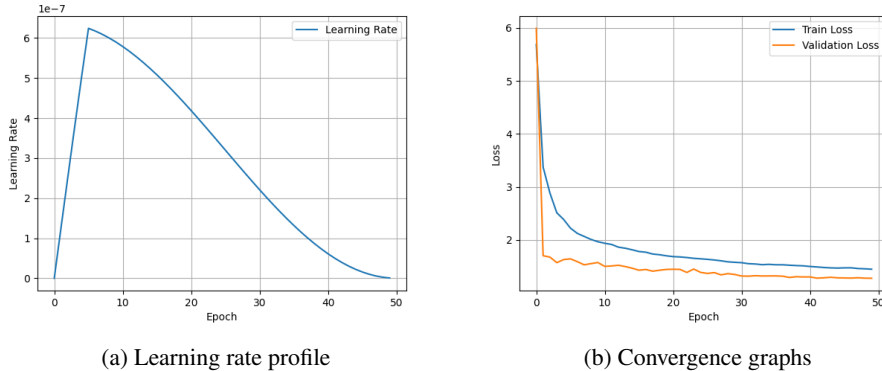 1e−7
Learning Rate
6
5
4
3
2
1
0
Learning Rate
0 10 20 30 40 50
Epoch
(a) Learning rate profile
Train Loss
Validation Loss
6
5
4
3
2
Loss
0 10 20 30 40 50
Epoch
(b) Convergence graphs